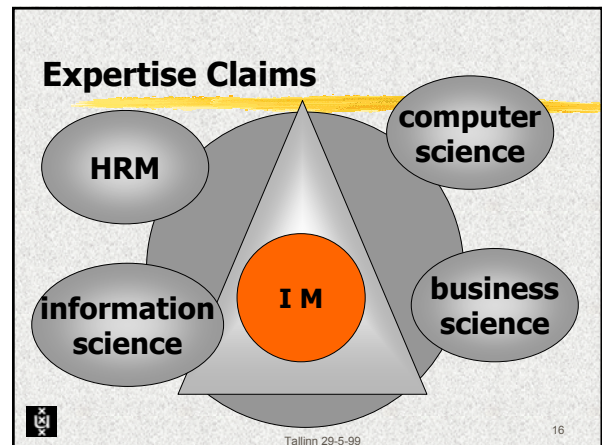 Expertise Claims
computer
science
HRM
I M
information
science
business
science
Tallinn 29-5-99
16